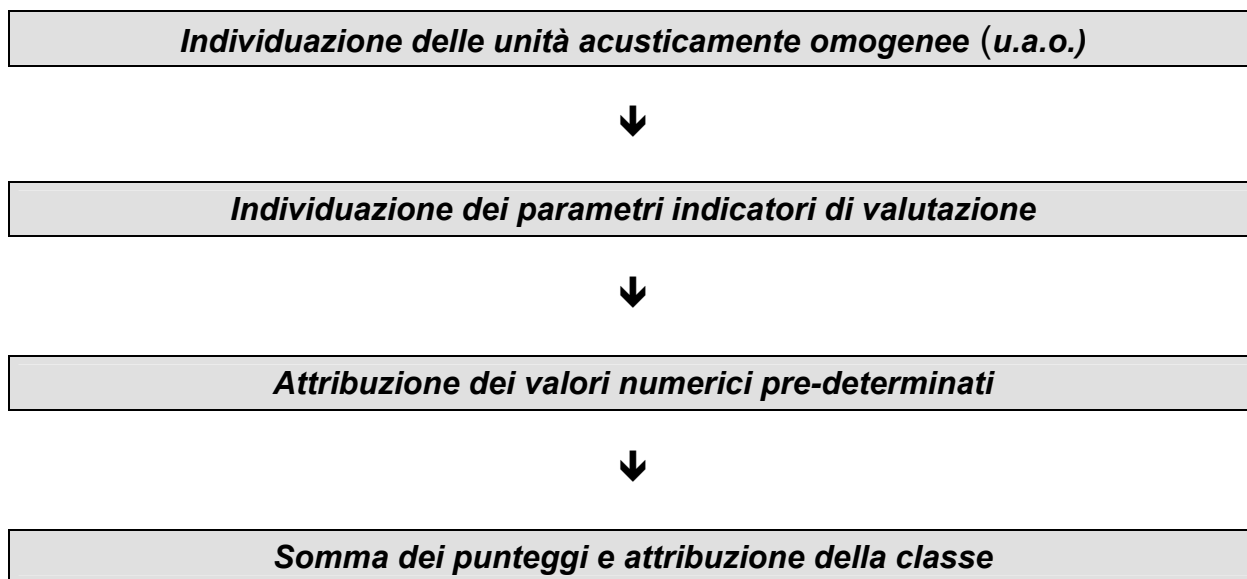 Individuazione delle unità acusticamente omogenee (u.a.o.)
Individuazione dei parametri indicatori di valutazione
Attribuzione dei valori numerici pre-determinati
Somma dei punteggi e attribuzione della classe